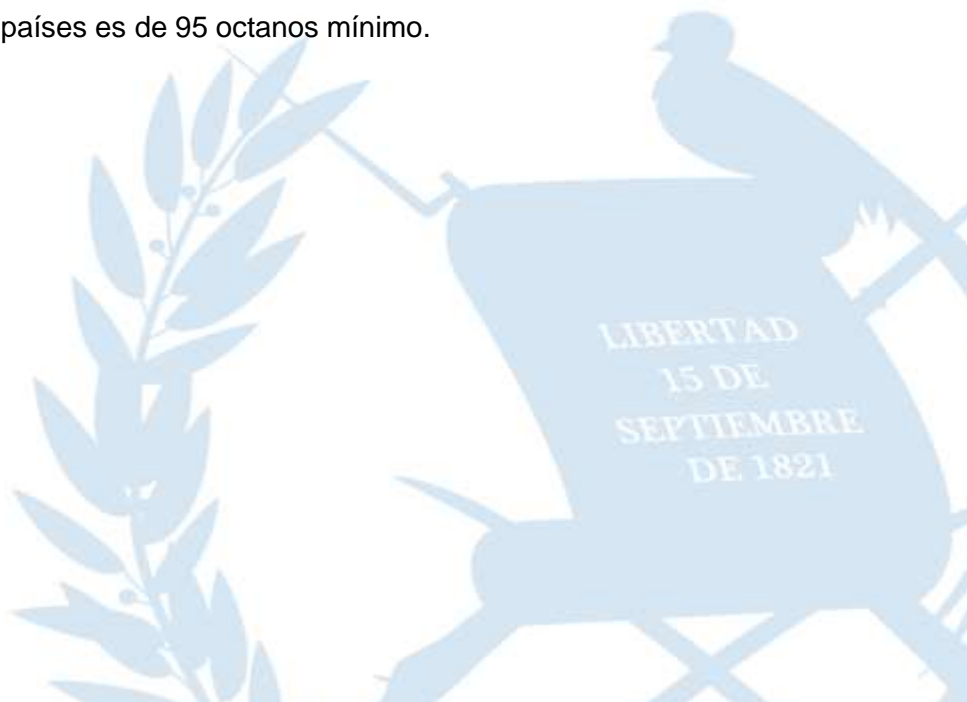 países es de 95 octanos mínimo.
LIBERTAD
15 DE
SEPTIEMBRE
DE 1821